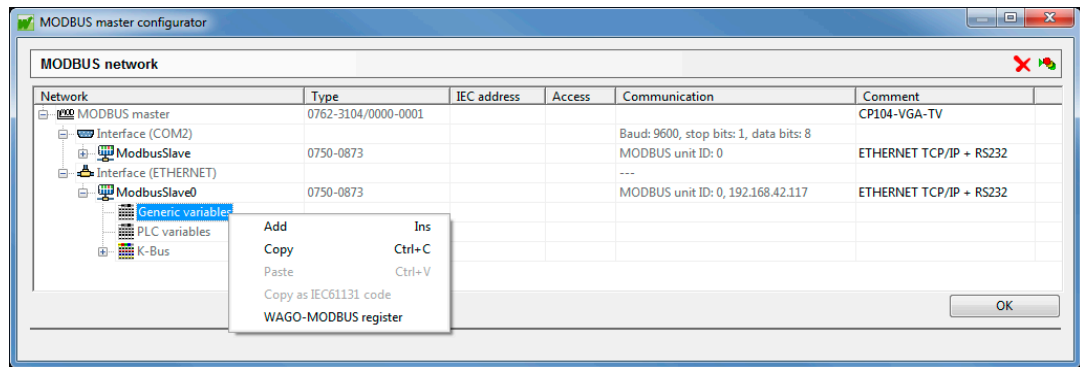 MODBUS master configurator
MODBUS network
Network Type IEC address Access Communication Comment
MODBUS master 0762-3104/0000-0001 CP104-VGA-TV
Interface (COM2) Baud: 9600, stop bits: 1, data bits: 8
ModbusSlave 0750-0873 MODBUS unit ID: 0 ETHERNET TCP/IP + RS232
Interface (ETHERNET) ---
ModbusSlave0 0750-0873 MODBUS unit ID: 0, 192.168.42.117 ETHERNET TCP/IP + RS232
Generic variables
PLC variables
K-Bus
Add Ins
Copy Ctrl+C
Paste Ctrl+V
Copy as IEC61131 code
WAGO-MODBUS register
OK